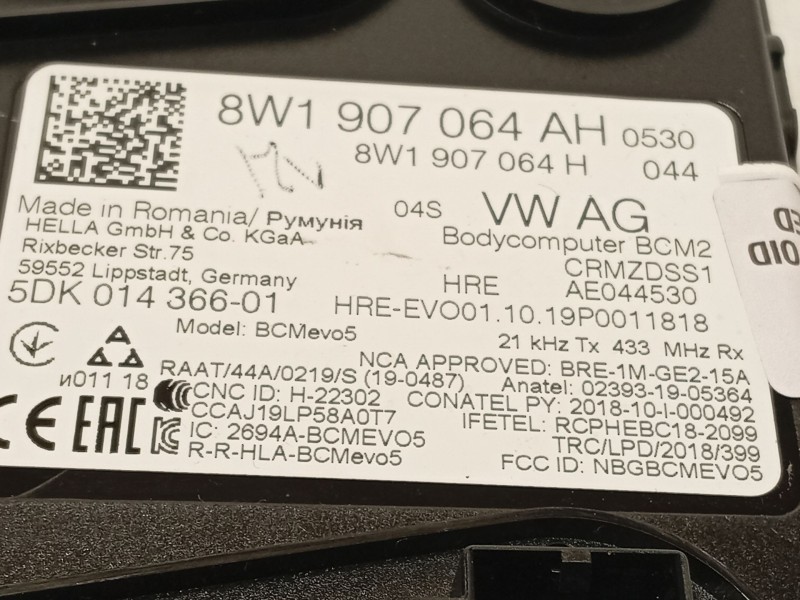 8W1 907 064 AH 0530
8W1 907 064 H 044
04S VW AG
Made in Romania/ Румунія
HELLA GmbH & Co. KGaA
Bodycomputer BCM2
Rixbecker Str.75
CRMZDSS1
59552 Lippstadt, Germany
HRE AE044530
5DK 014 366-01
HRE-EVO01.10.19P0011818
Model: BCMevo5
21 kHz Tx 433 MHz Rx
NCA APPROVED: BRE-1M-GE2-15A
RAAT/44A/0219/S (19-0487)
Anatel: 02393-19-05364
и011 18
CNC ID: H-22302
CONATEL PY: 2018-10-I-000492
CCAJ19LP58A0T7
IFETEL: RCPHEBC18-2099
CE EAC
IC: 2694A-BCMEVO5
TRC/LPD/2018/399
R-R-HLA-BCMevo5
FCC ID: NBGBCMEVO5